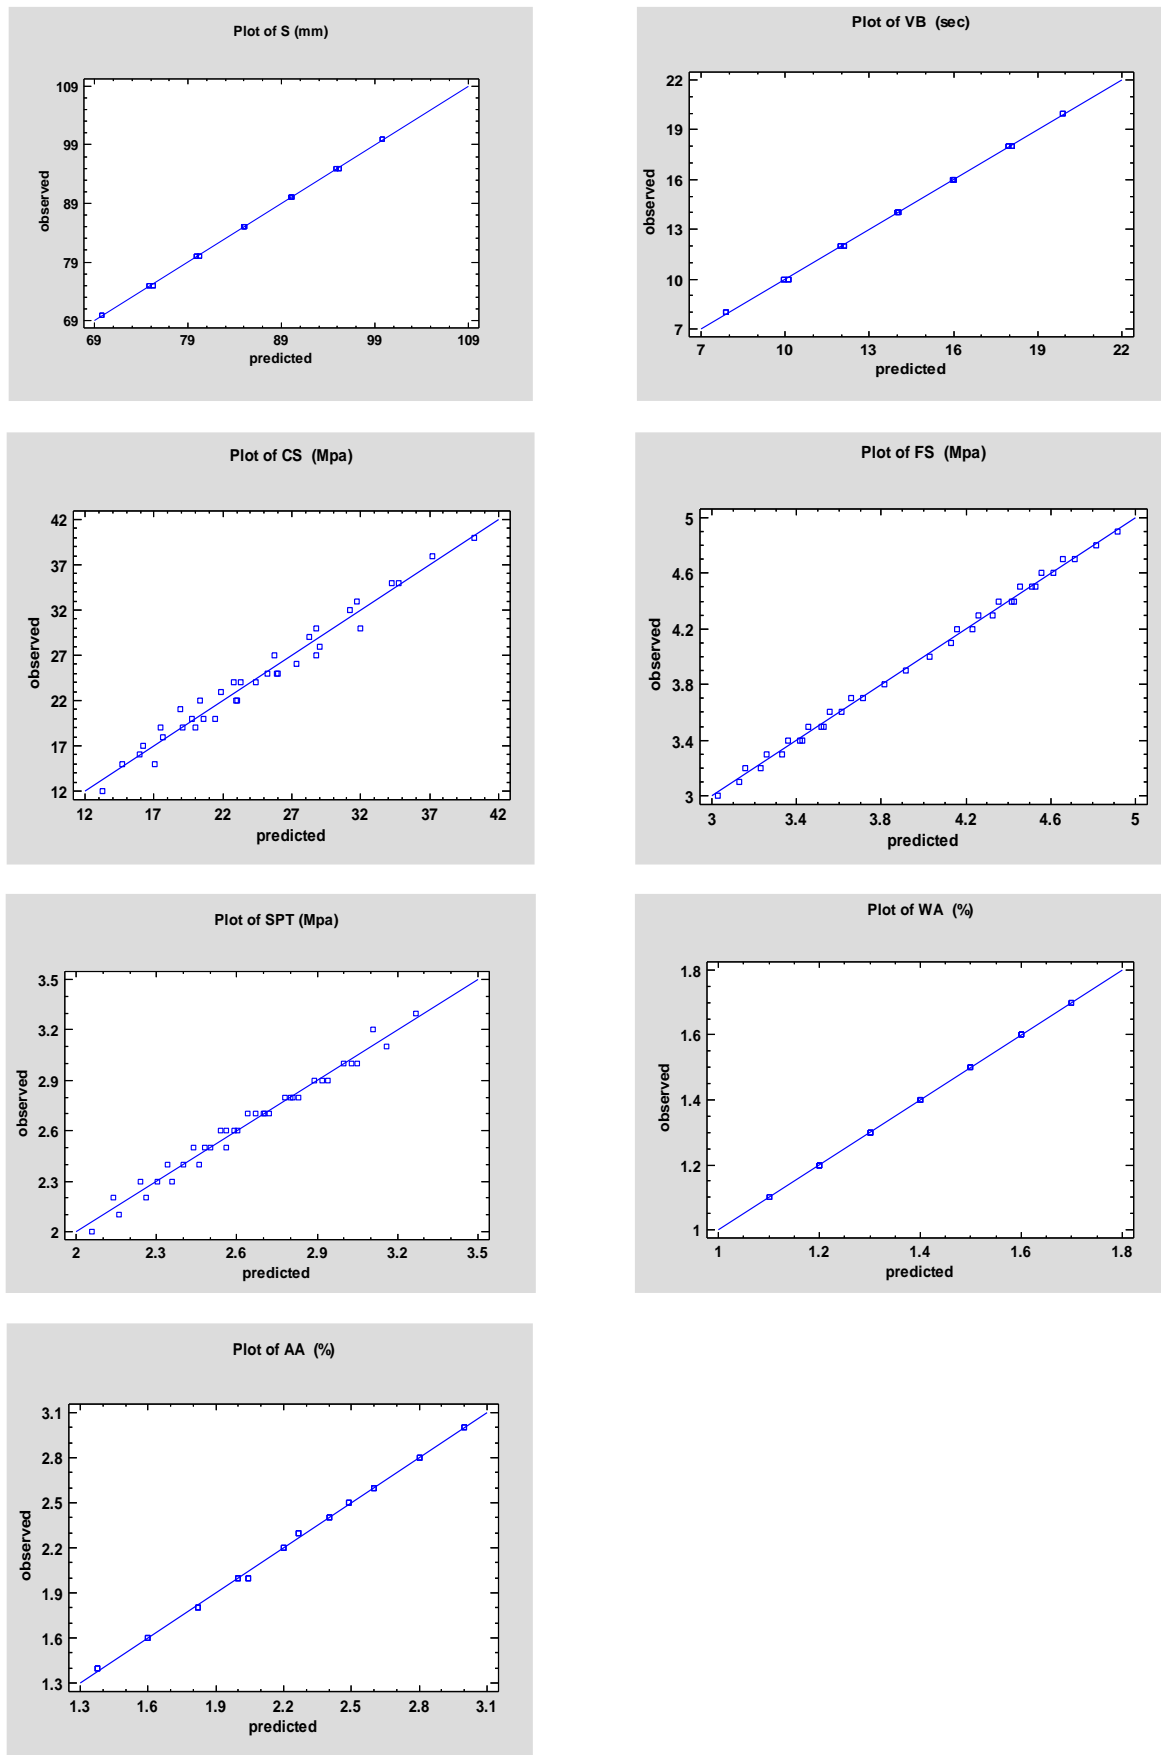 Plot of S (mm)
109
99
89
79
69
observed
69 79 89 99 109
predicted
Plot of VB (sec)
22
19
16
13
10
7
observed
7 10 13 16 19 22
predicted
Plot of CS (Mpa)
42
37
32
27
22
17
12
observed
12 17 22 27 32 37 42
predicted
Plot of FS (Mpa)
5
4.6
4.2
3.8
3.4
3
observed
3 3.4 3.8 4.2 4.6 5
predicted
Plot of SPT (Mpa)
3.5
3.2
2.9
2.6
2.3
2
observed
2 2.3 2.6 2.9 3.2 3.5
predicted
Plot of WA (%)
1.8
1.6
1.4
1.2
1
observed
1 1.2 1.4 1.6 1.8
predicted
Plot of AA (%)
3.1
2.8
2.5
2.2
1.9
1.6
1.3
observed
1.3 1.6 1.9 2.2 2.5 2.8 3.1
predicted